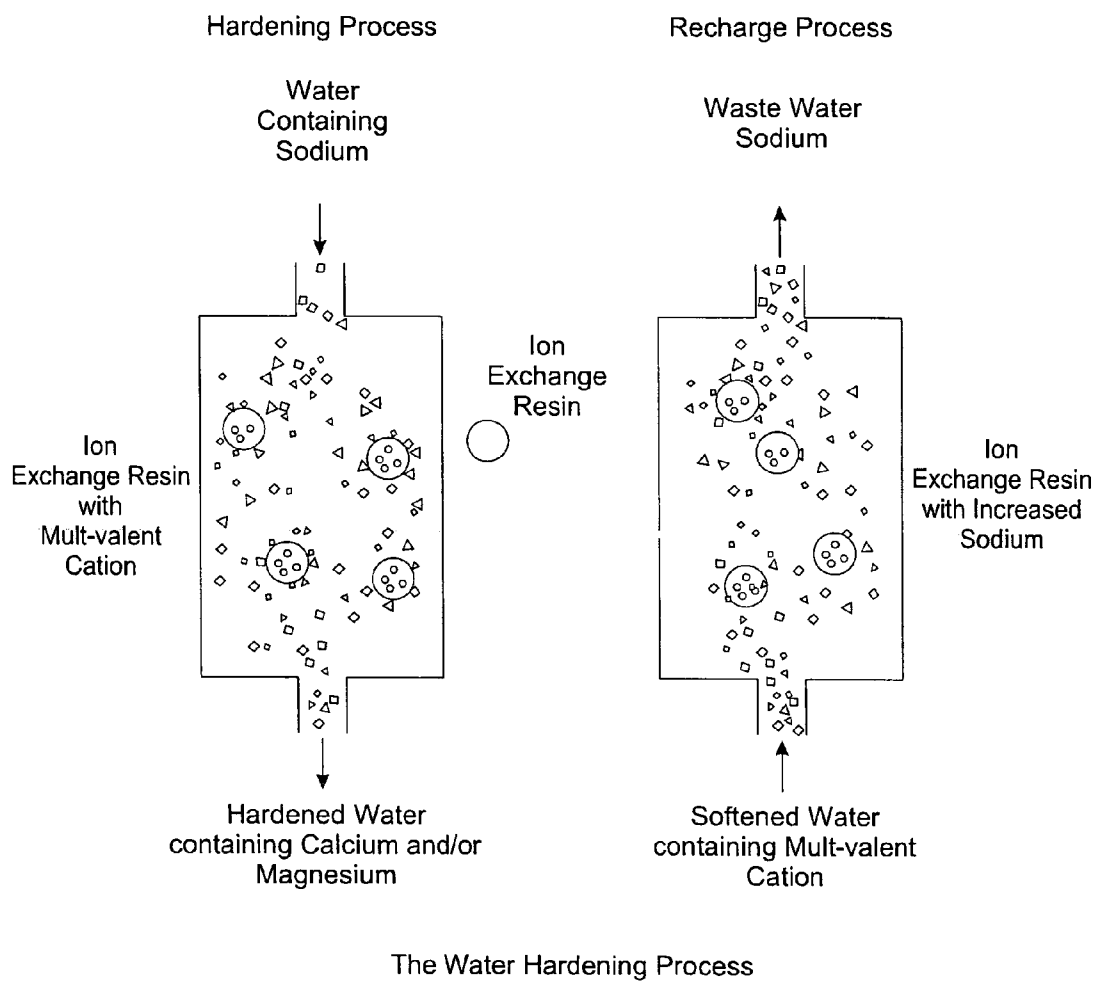 Hardening Process
Recharge Process
Water
Containing
Sodium
Waste Water
Sodium
Ion
Exchange
Resin
Ion
Exchange Resin
with
Mult-valent
Cation
Ion
Exchange Resin
with Increased
Sodium
Hardened Water
containing Calcium and/or
Magnesium
Softened Water
containing Mult-valent
Cation
The Water Hardening Process